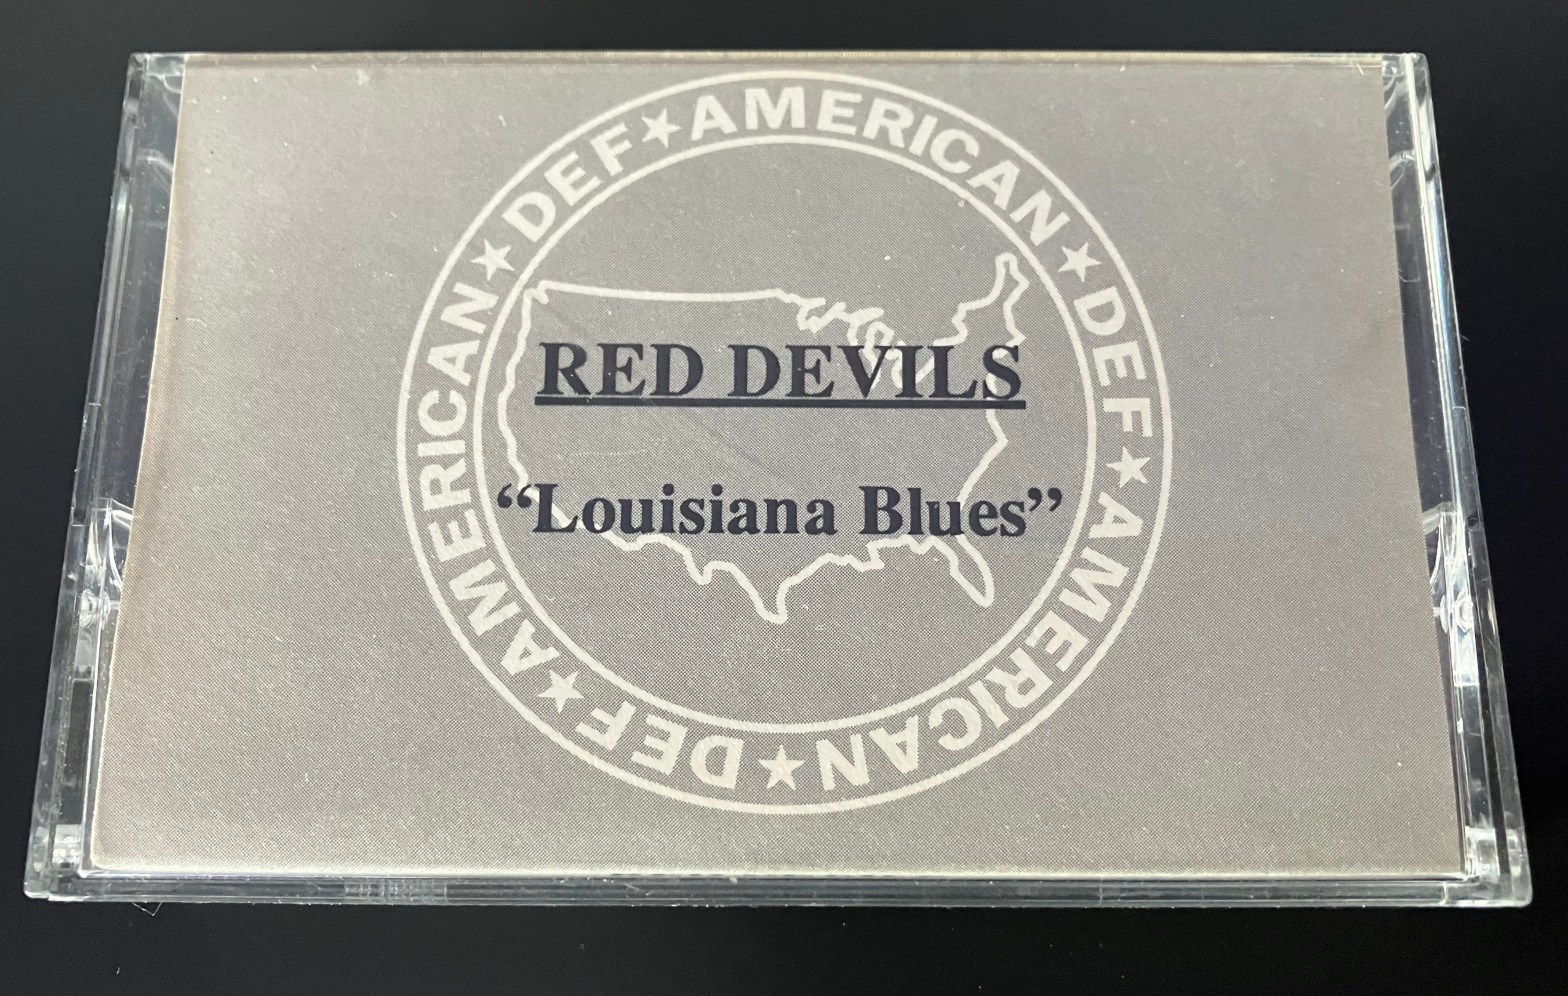 AMERICAN★DEF★AMERICAN★DEF★AMERICAN★DEF★
RED DEVILS
“Louisiana Blues”